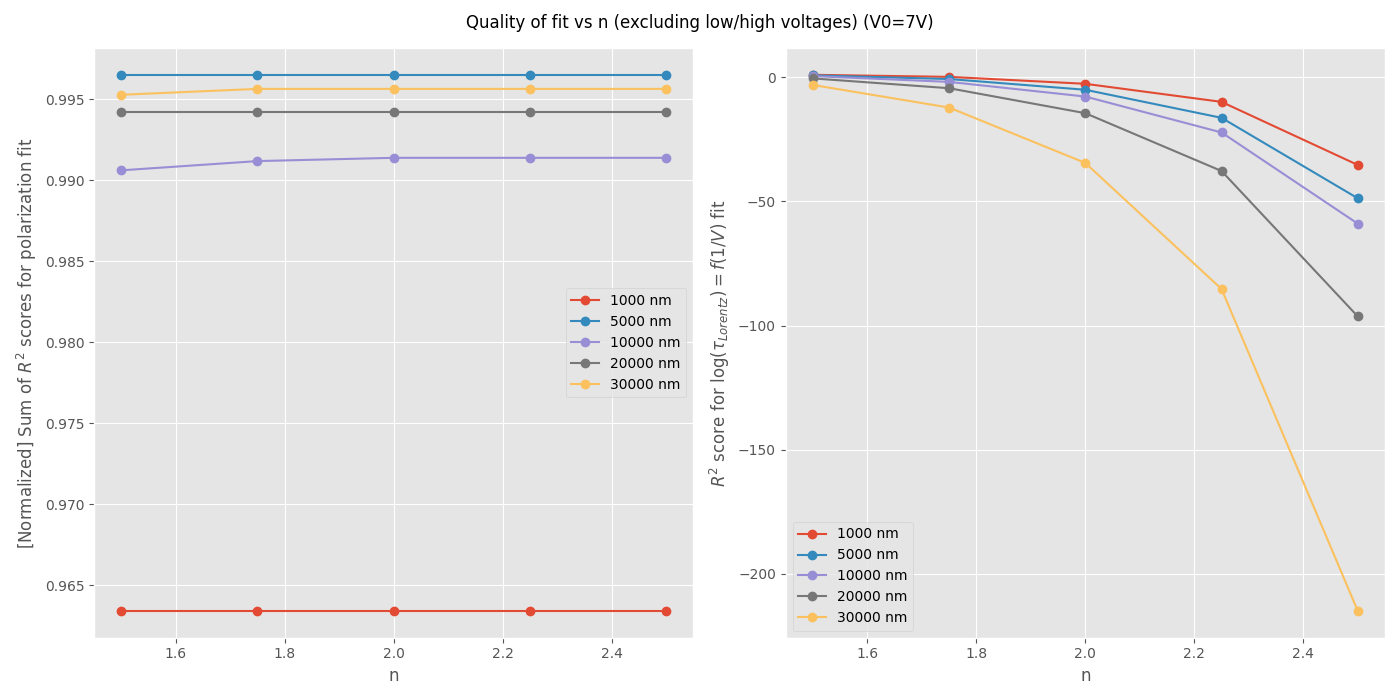 Quality of fit vs n (excluding low/high voltages) (V0=7V)
[Normalized] Sum of $R^2$ scores for polarization fit
0.995
0.990
0.985
0.980
0.975
0.970
0.965
1.6 1.8 2.0 2.2 2.4
n
1000 nm
5000 nm
10000 nm
20000 nm
30000 nm
$R^2$ score for log($\tau_{Lorentz}$) = $f(1/V)$ fit
0
−50
−100
−150
−200
1.6 1.8 2.0 2.2 2.4
n
1000 nm
5000 nm
10000 nm
20000 nm
30000 nm